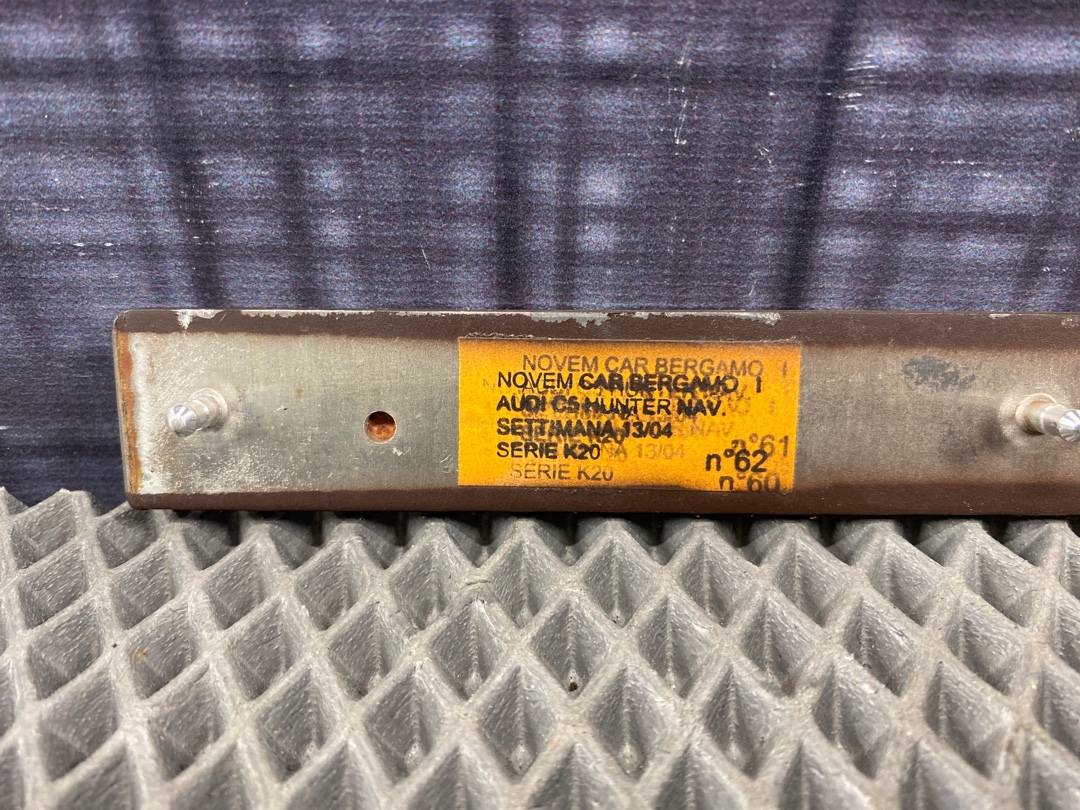 NOVEM CAR BERGAMO I
NOVEM CAR BERGAMO, I
AUDI C5 HUNTER NAV.
SETTIMANA 13/04
SERIE K20
SERIE K20
n°61
n°62
n°60